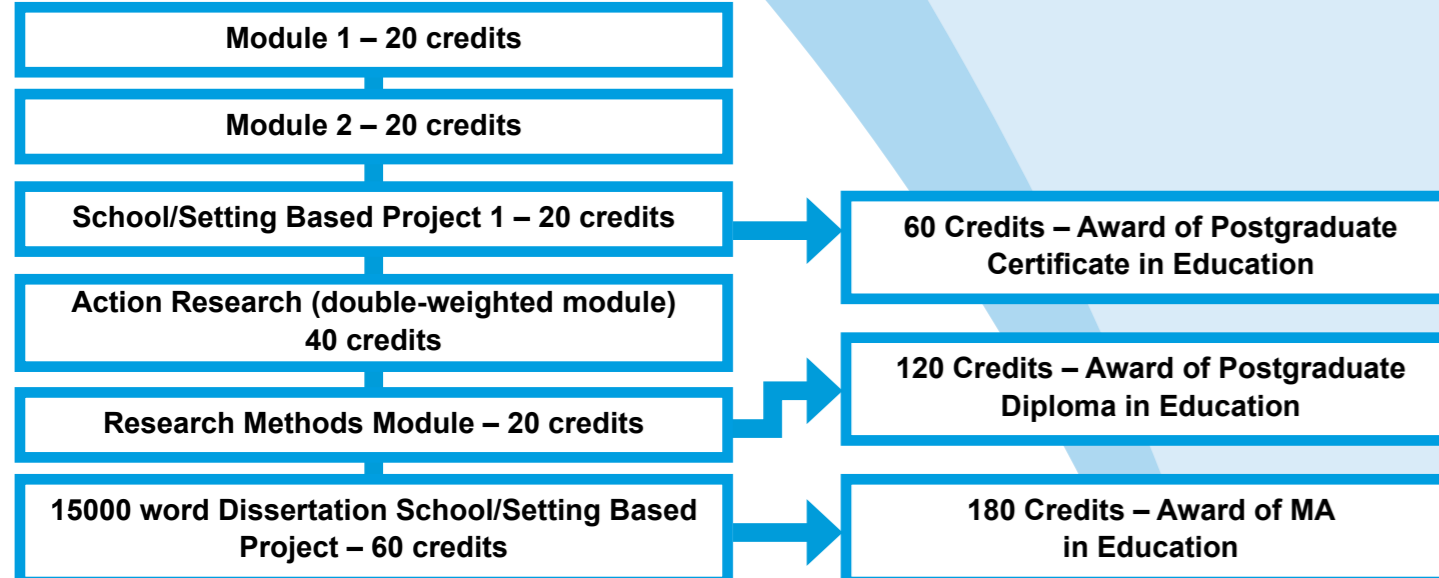 Module 1 – 20 credits
Module 2 – 20 credits
School/Setting Based Project 1 – 20 credits
60 Credits – Award of Postgraduate
Certificate in Education
Action Research (double-weighted module)
40 credits
Research Methods Module – 20 credits
120 Credits – Award of Postgraduate
Diploma in Education
15000 word Dissertation School/Setting Based
Project – 60 credits
180 Credits – Award of MA
in Education